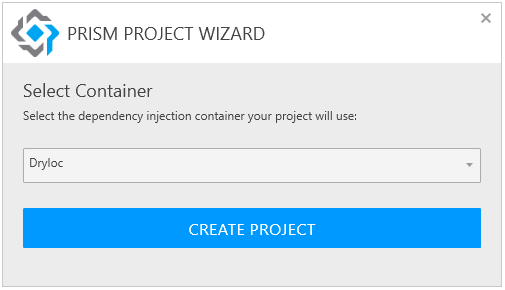 PRISM PROJECT WIZARD
Select Container
Select the dependency injection container your project will use:
Dryloc
CREATE PROJECT